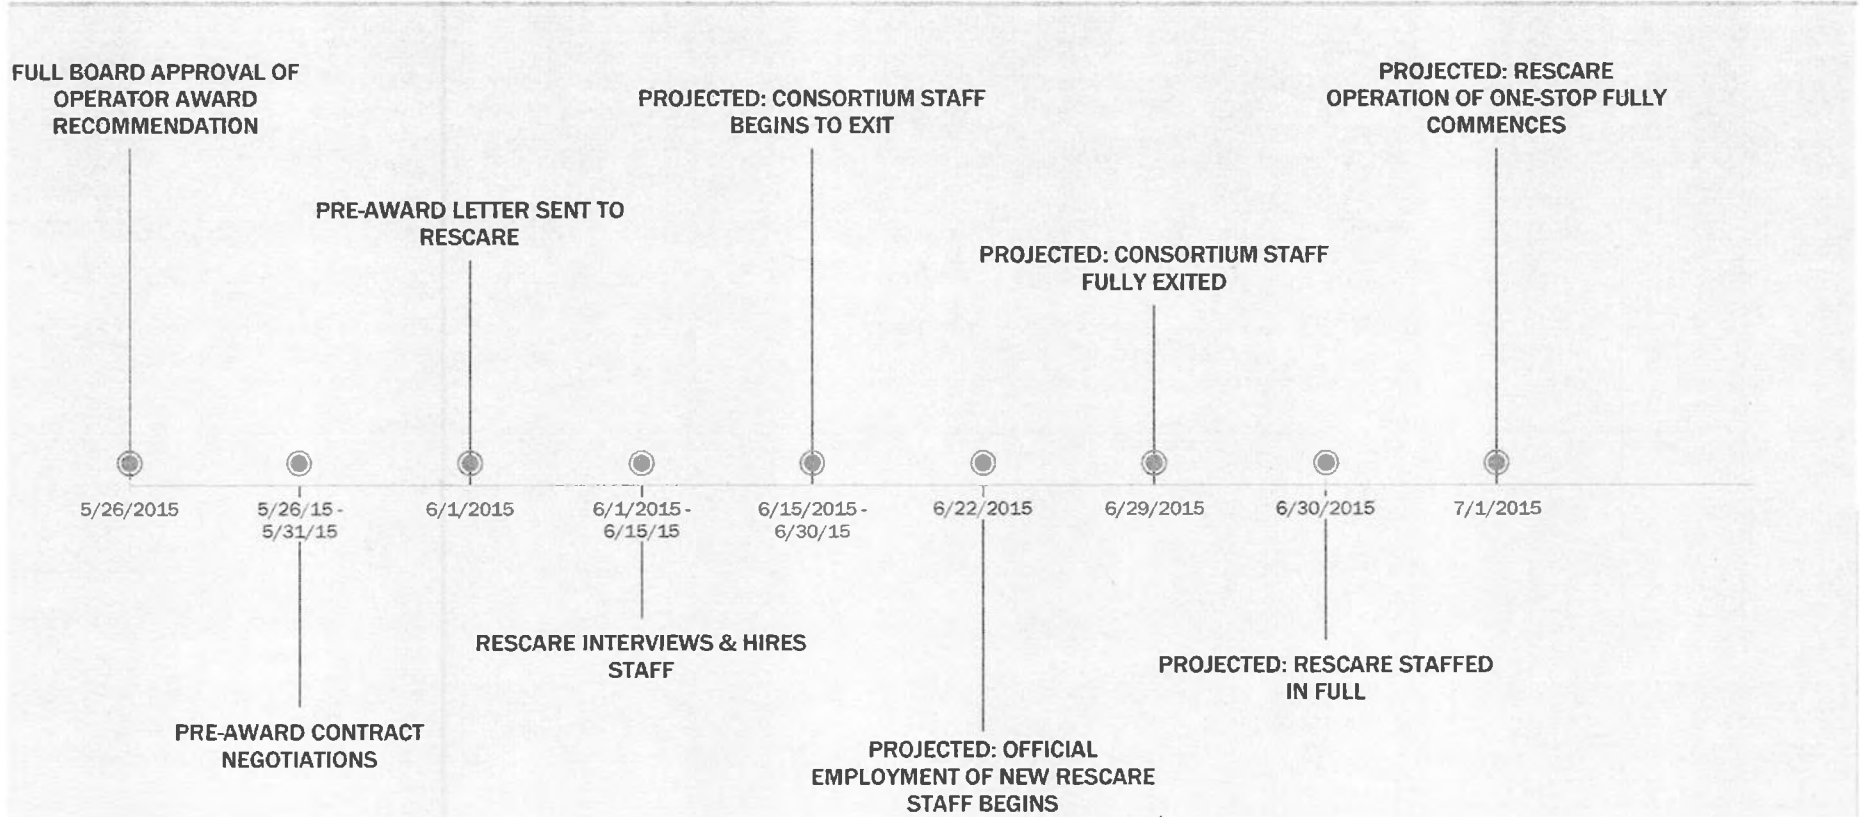 FULL BOARD APPROVAL OF
OPERATOR AWARD
RECOMMENDATION
PRE-AWARD LETTER SENT TO
RESCARE
PROJECTED: CONSORTIUM STAFF
BEGINS TO EXIT
PROJECTED: CONSORTIUM STAFF
FULLY EXITED
PROJECTED: RESCARE
OPERATION OF ONE-STOP FULLY
COMMENCES
5/26/2015
5/26/15 -
5/31/15
6/1/2015
6/1/2015 -
6/15/15
6/15/2015 -
6/30/15
6/22/2015
6/29/2015
6/30/2015
7/1/2015
PRE-AWARD CONTRACT
NEGOTIATIONS
RESCARE INTERVIEWS & HIRES
STAFF
PROJECTED: OFFICIAL
EMPLOYMENT OF NEW RESCARE
STAFF BEGINS
PROJECTED: RESCARE STAFFED
IN FULL